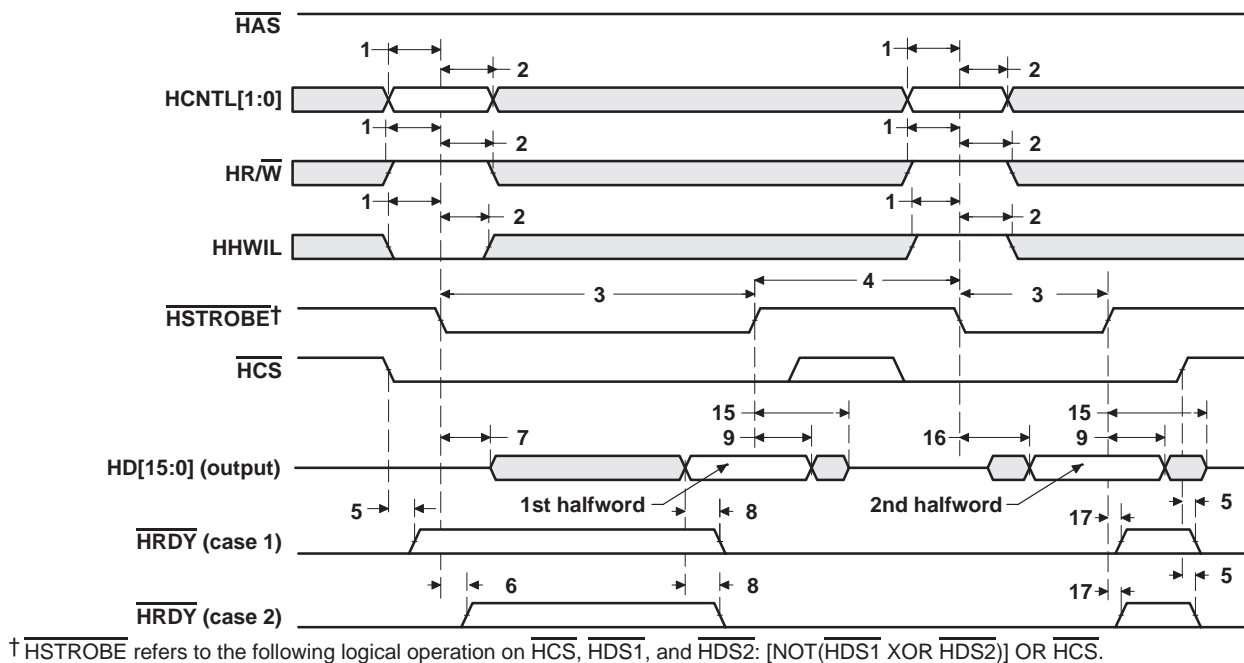 HAS
1
2
1
2
HCNTL[1:0]
1
2
1
2
HR/W
1
2
1
2
HHWIL
3
4
3
HSTROBE†
HCS
7
15
9
16
15
9
HD[15:0] (output)
1st halfword
2nd halfword
5
8
17
5
HRDY (case 1)
6
8
17
5
HRDY (case 2)
† HSTROBE refers to the following logical operation on HCS, HDS1, and HDS2: [NOT(HDS1 XOR HDS2)] OR HCS.